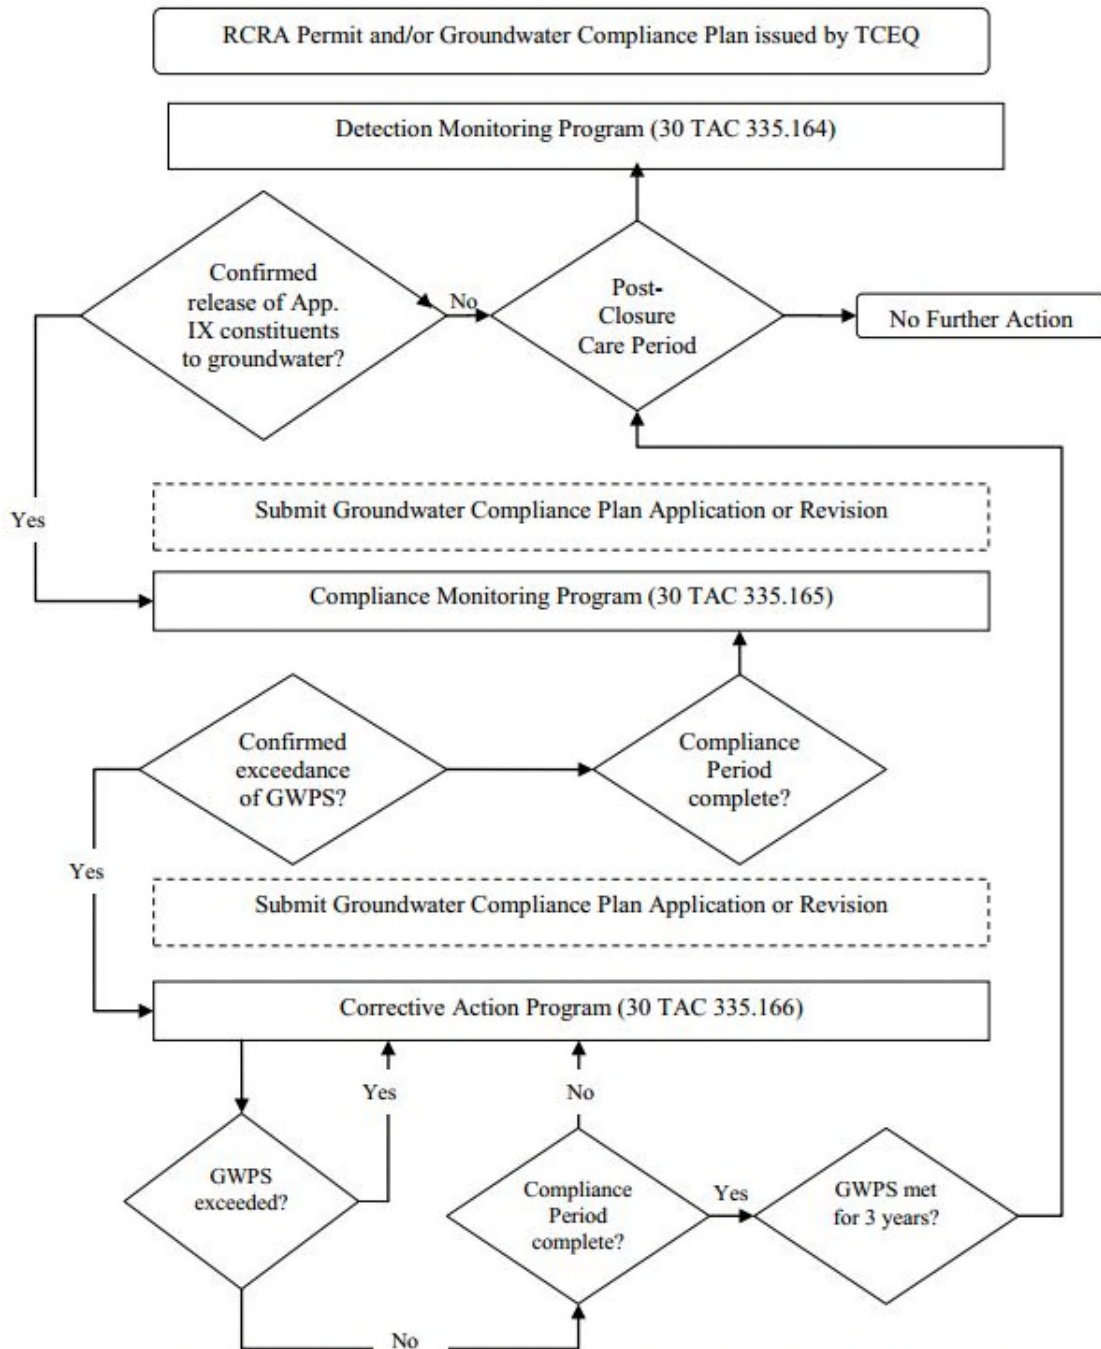 RCRA Permit and/or Groundwater Compliance Plan issued by TCEQ
Detection Monitoring Program (30 TAC 335.164)
Confirmed
release of App.
IX constituents
to groundwater?
No
Post-
Closure
Care Period
No Further Action
Yes
Submit Groundwater Compliance Plan Application or Revision
Compliance Monitoring Program (30 TAC 335.165)
Confirmed
exceedance
of GWPS?
Compliance
Period
complete?
Yes
Submit Groundwater Compliance Plan Application or Revision
Corrective Action Program (30 TAC 335.166)
Yes
No
GWPS
exceeded?
Compliance
Period
complete?
Yes
GWPS met
for 3 years?
No